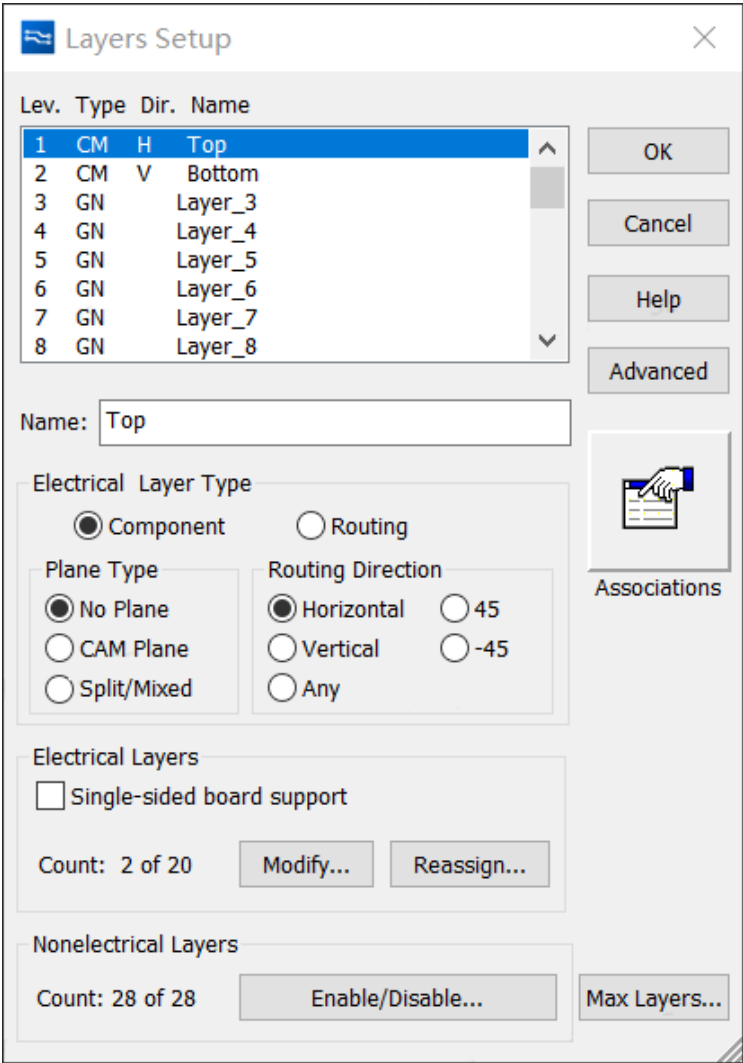 Layers Setup
Lev. Type Dir. Name
1 CM H Top
2 CM V Bottom
3 GN Layer_3
4 GN Layer_4
5 GN Layer_5
6 GN Layer_6
7 GN Layer_7
8 GN Layer_8
OK
Cancel
Help
Advanced
Name: Top
Associations
Electrical Layer Type
Component Routing
Plane Type
No Plane
CAM Plane
Split/Mixed
Routing Direction
Horizontal 45
Vertical -45
Any
Electrical Layers
Single-sided board support
Count: 2 of 20 Modify... Reassign...
Nonelectrical Layers
Count: 28 of 28 Enable/Disable... Max Layers...